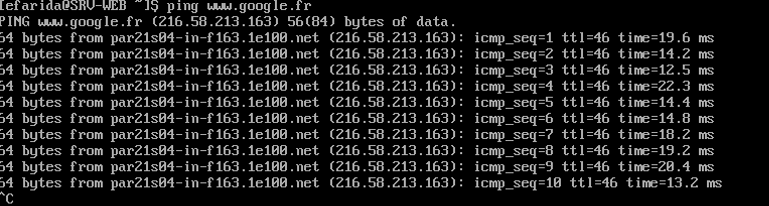 efarida@SRV-WEB ~]$ ping www.google.fr
PING www.google.fr (216.58.213.163) 56(84) bytes of data.
64 bytes from par21s04-in-f163.1e100.net (216.58.213.163): icmp_seq=1 ttl=46 time=19.6 ms
64 bytes from par21s04-in-f163.1e100.net (216.58.213.163): icmp_seq=2 ttl=46 time=14.2 ms
64 bytes from par21s04-in-f163.1e100.net (216.58.213.163): icmp_seq=3 ttl=46 time=12.5 ms
64 bytes from par21s04-in-f163.1e100.net (216.58.213.163): icmp_seq=4 ttl=46 time=22.3 ms
64 bytes from par21s04-in-f163.1e100.net (216.58.213.163): icmp_seq=5 ttl=46 time=14.4 ms
64 bytes from par21s04-in-f163.1e100.net (216.58.213.163): icmp_seq=6 ttl=46 time=14.8 ms
64 bytes from par21s04-in-f163.1e100.net (216.58.213.163): icmp_seq=7 ttl=46 time=18.2 ms
64 bytes from par21s04-in-f163.1e100.net (216.58.213.163): icmp_seq=8 ttl=46 time=19.2 ms
64 bytes from par21s04-in-f163.1e100.net (216.58.213.163): icmp_seq=9 ttl=46 time=20.4 ms
64 bytes from par21s04-in-f163.1e100.net (216.58.213.163): icmp_seq=10 ttl=46 time=13.2 ms
^C